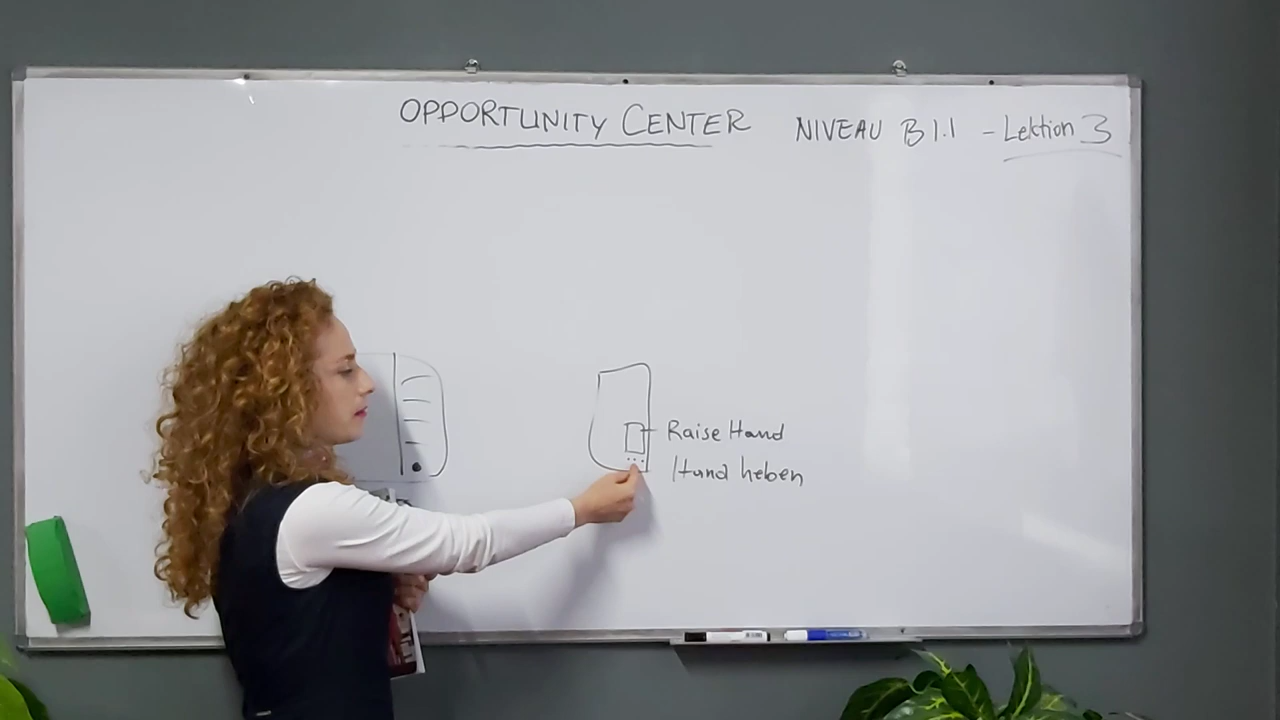 OPPORTUNITY CENTER
NIVEAU B1.1 - Lektion 3
Raise Hand
Hand heben